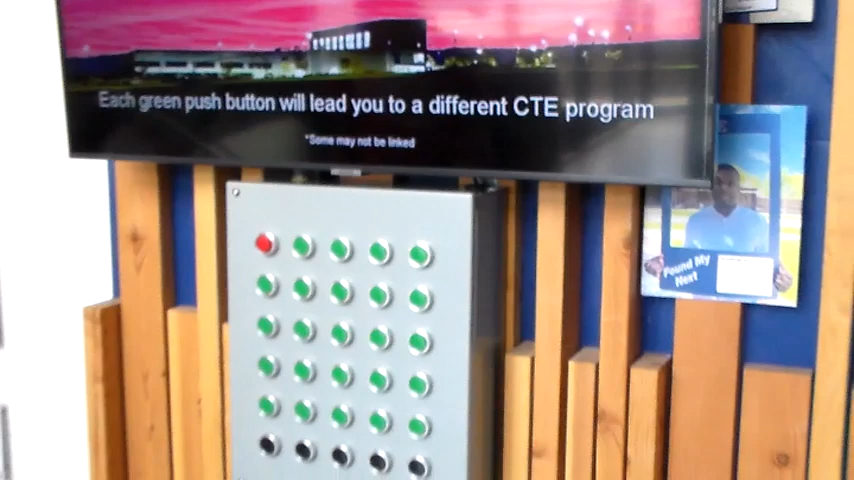 Each green push button will lead you to a different CTE program
*Some may not be linked
Found My
Next